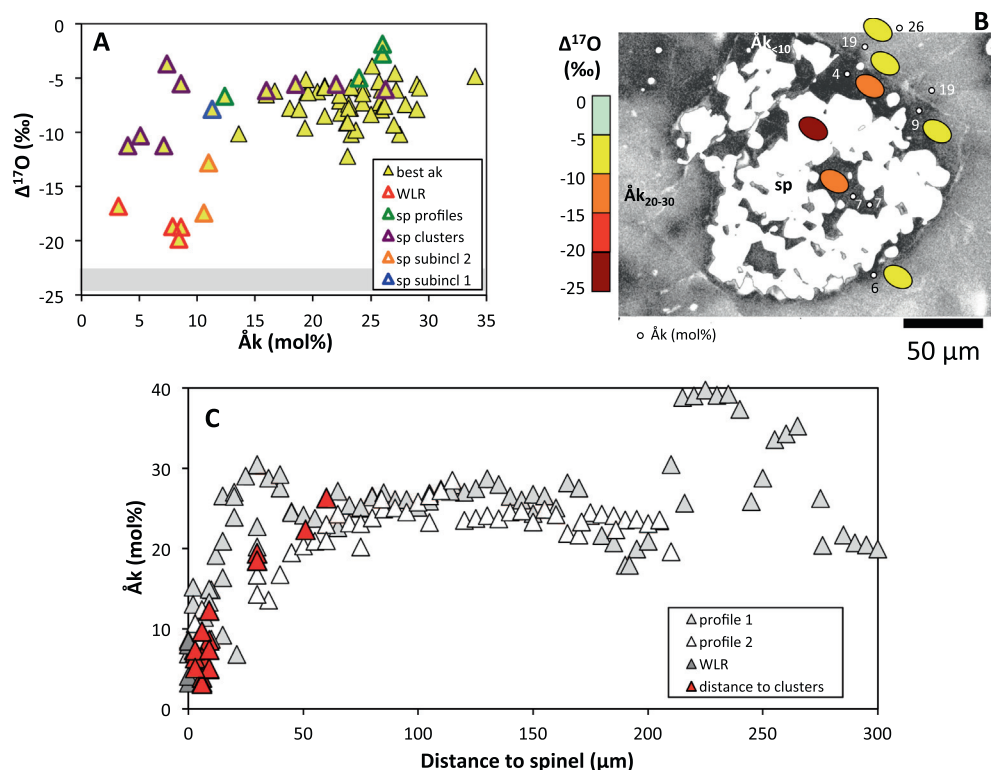 A
Δ17O (‰)
0
-5
-10
-15
-20
-25
0 5 10 15 20 25 30 35
Åk (mol%)
best ak
WLR
sp profiles
sp clusters
sp subincl 2
sp subincl 1
B
Δ17O
(‰)
0
-5
-10
-15
-20
-25
Åk<10
26
19
4
19
9
sp
Åk20-30
7 7
6
Åk (mol%)
50 μm
C
Åk (mol%)
40
30
20
10
0
0 50 100 150 200 250 300
Distance to spinel (μm)
profile 1
profile 2
WLR
distance to clusters